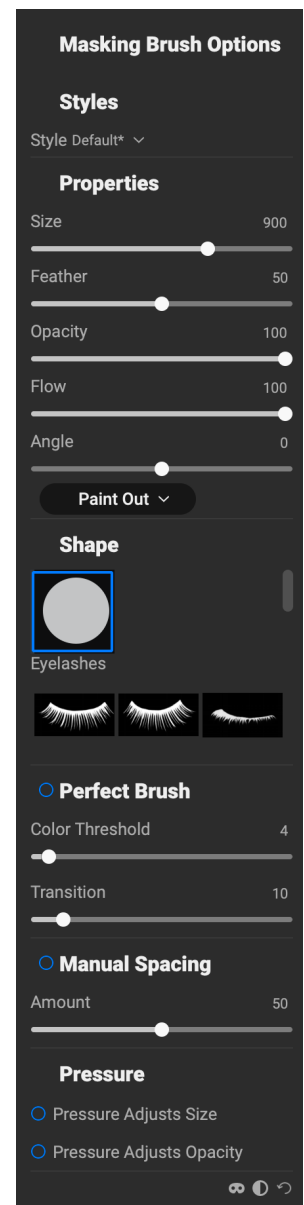 Masking Brush Options
Styles
Style Default*
Properties
Size 900
Feather 50
Opacity 100
Flow 100
Angle 0
Paint Out
Shape
Eyelashes
Perfect Brush
Color Threshold 4
Transition 10
Manual Spacing
Amount 50
Pressure
Pressure Adjusts Size
Pressure Adjusts Opacity